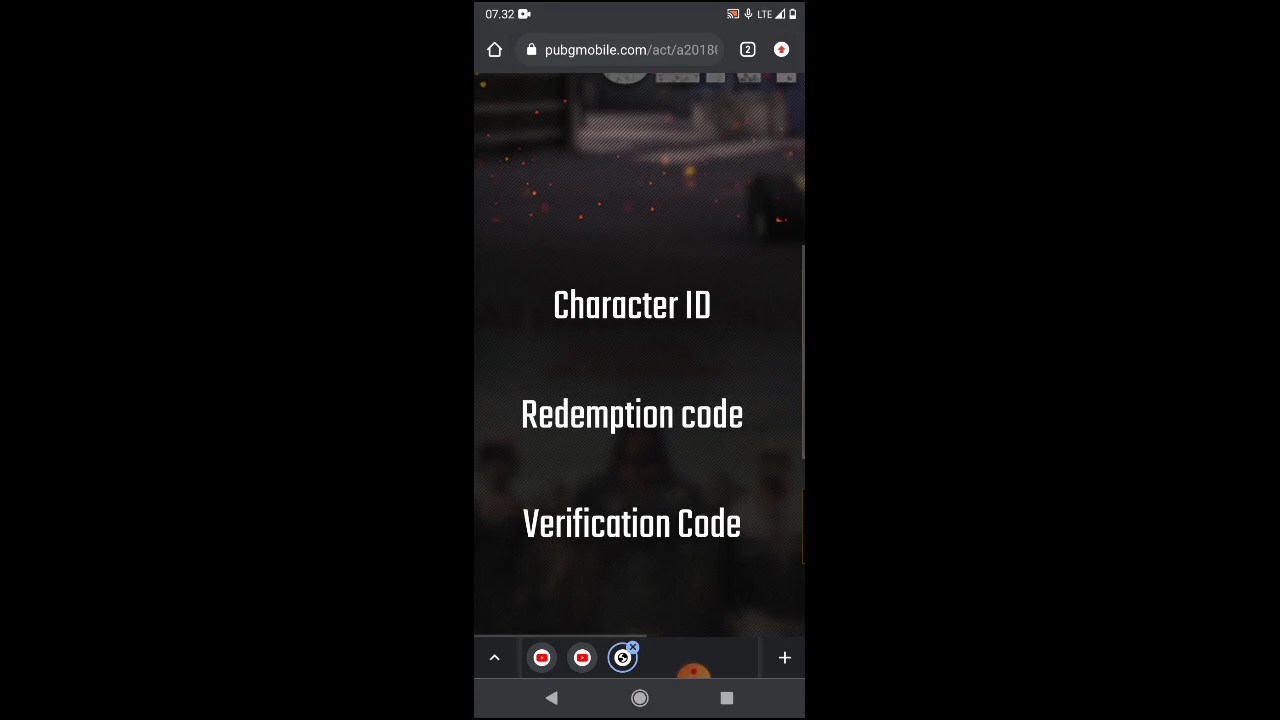 07.32
LTE
pubgmobile.com/act/a2018
2
Character ID
Redemption code
Verification Code